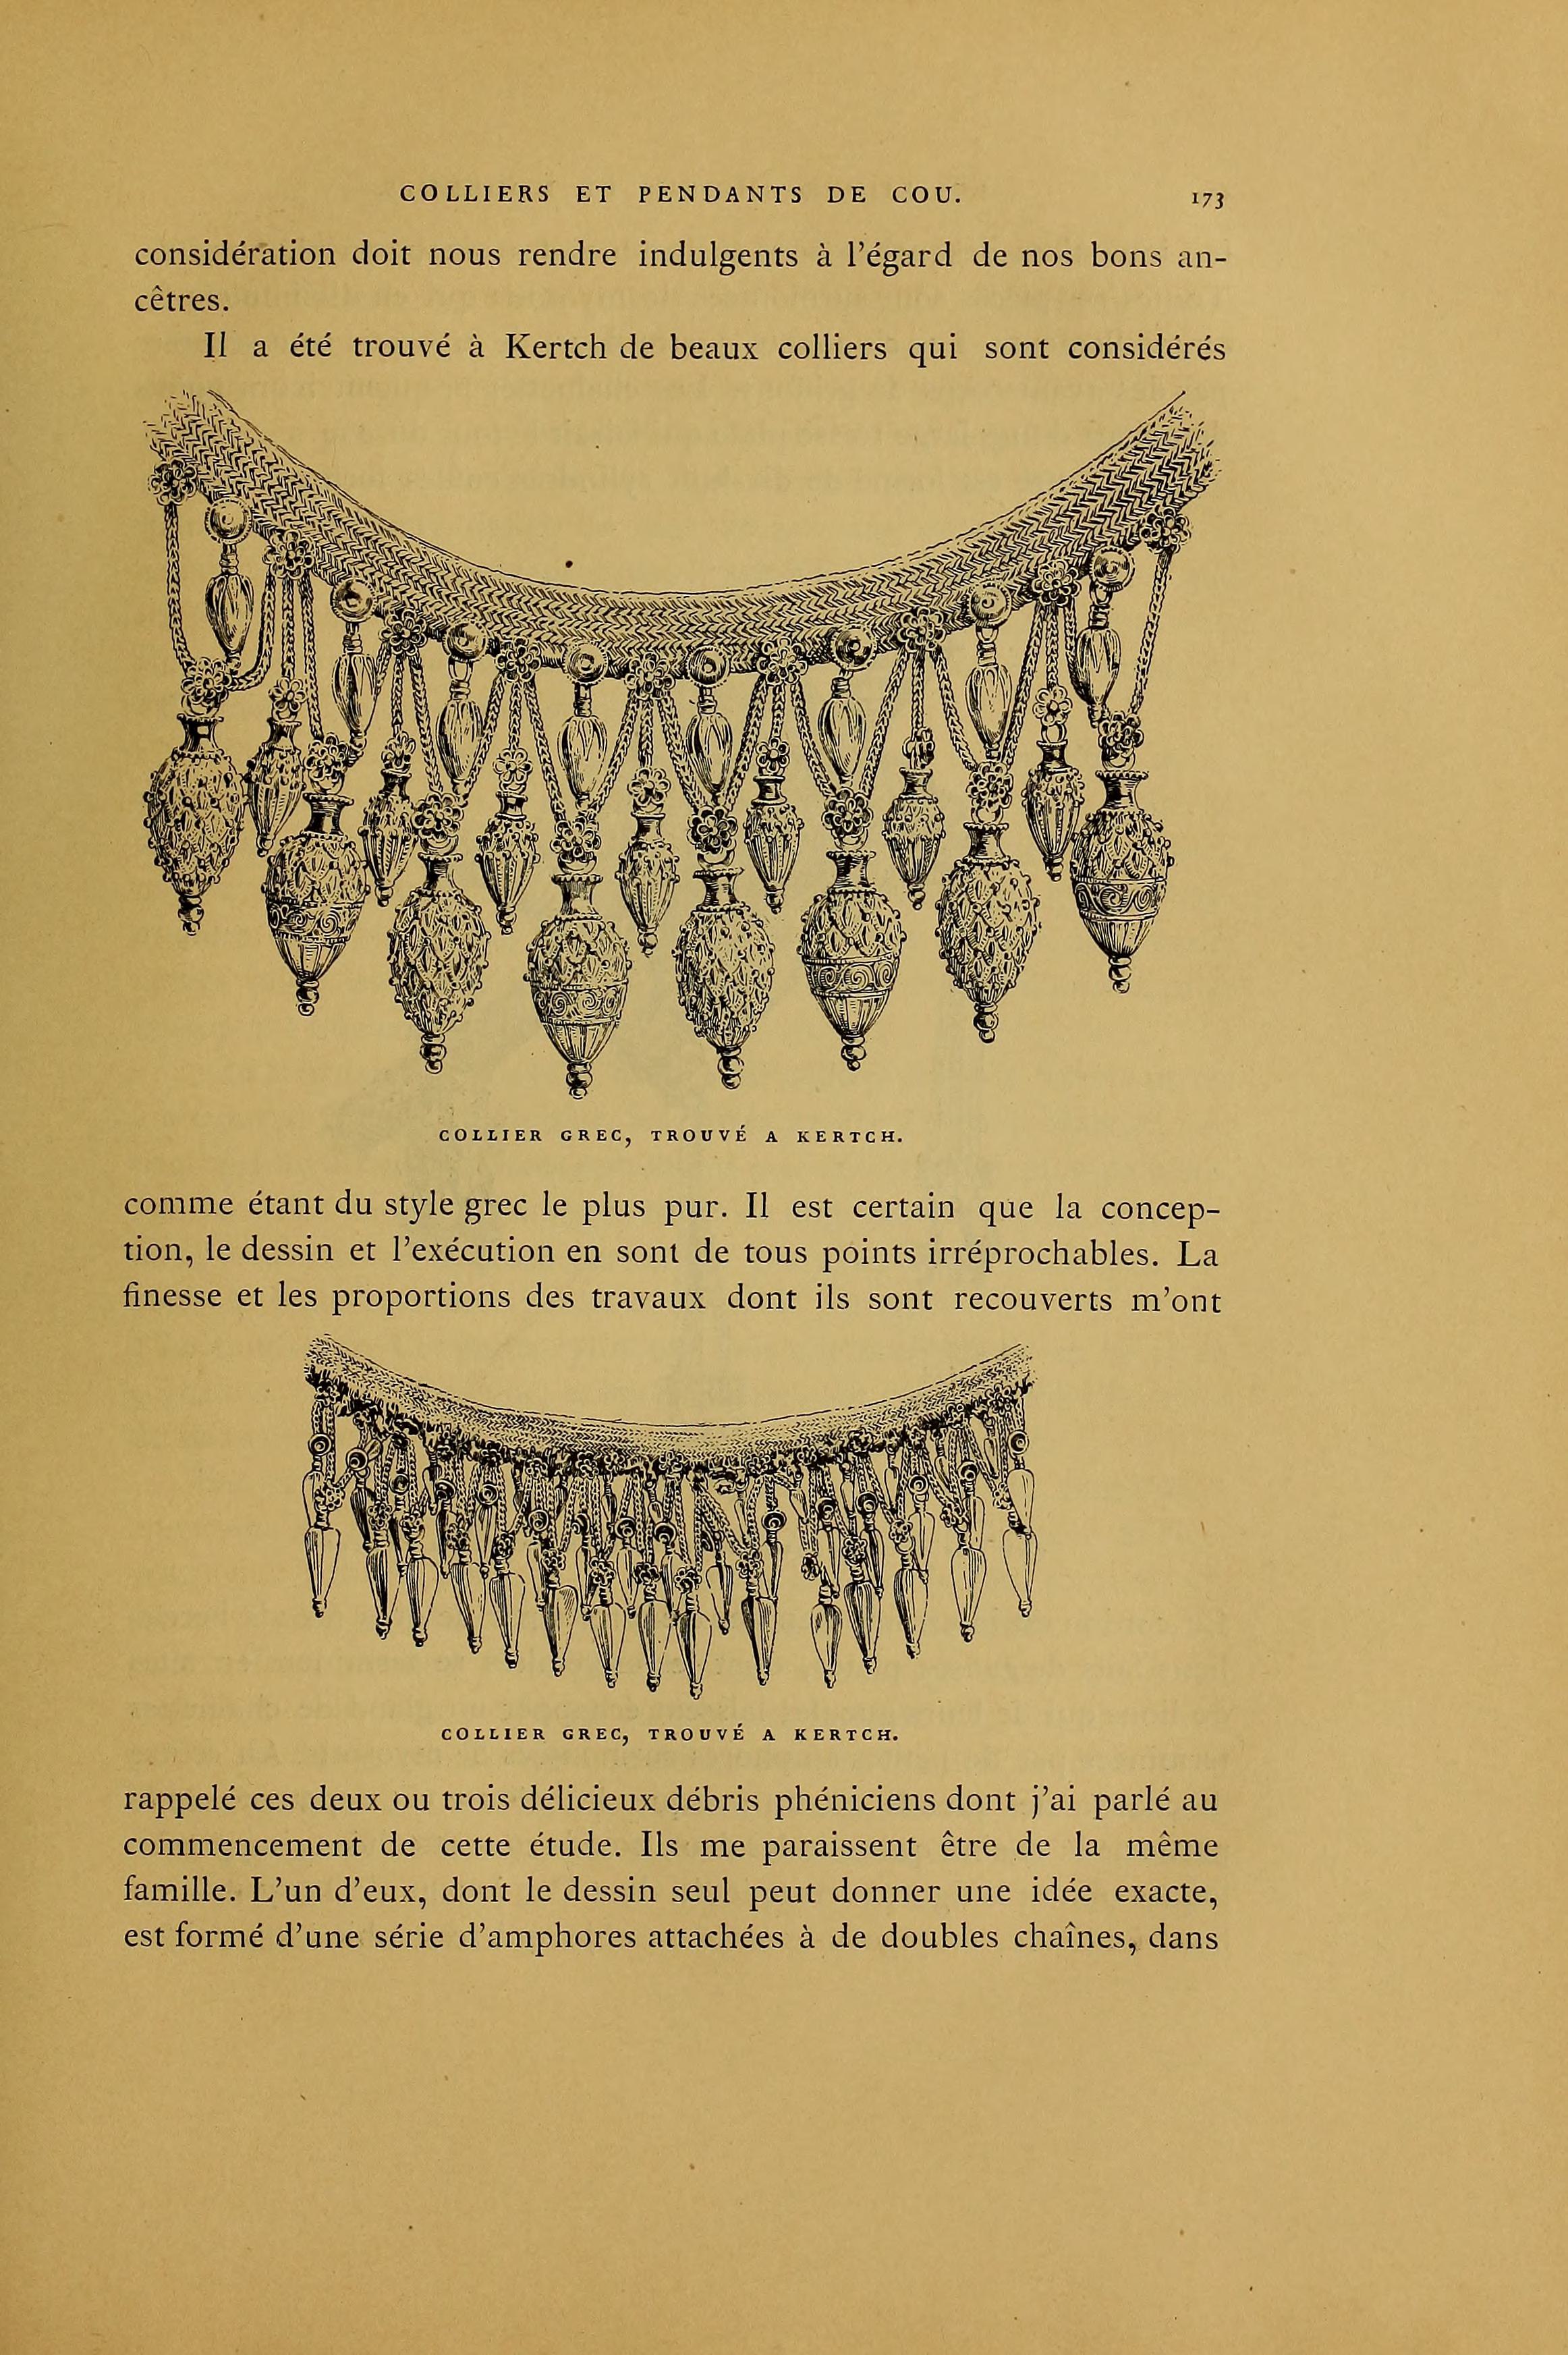 COLLIERS ET PENDANTS DE COU. 173
considération doit nous rendre indulgents à l’égard de nos bons an-
cêtres.
Il a été trouvé à Kertch de beaux colliers qui sont considérés
COLLIER GREC, TROUVÉ A KERTCH.
comme étant du style grec le plus pur. Il est certain que la concep-
tion, le dessin et l’exécution en sont de tous points irréprochables. La
finesse et les proportions des travaux dont ils sont recouverts m’ont
COLLIER GREC, TROUVÉ A KERTCH.
rappelé ces deux ou trois délicieux débris phéniciens dont j’ai parlé au
commencement de cette étude. Ils me paraissent être de la même
famille. L’un d’eux, dont le dessin seul peut donner une idée exacte,
est formé d’une série d’amphores attachées à de doubles chaînes, dans